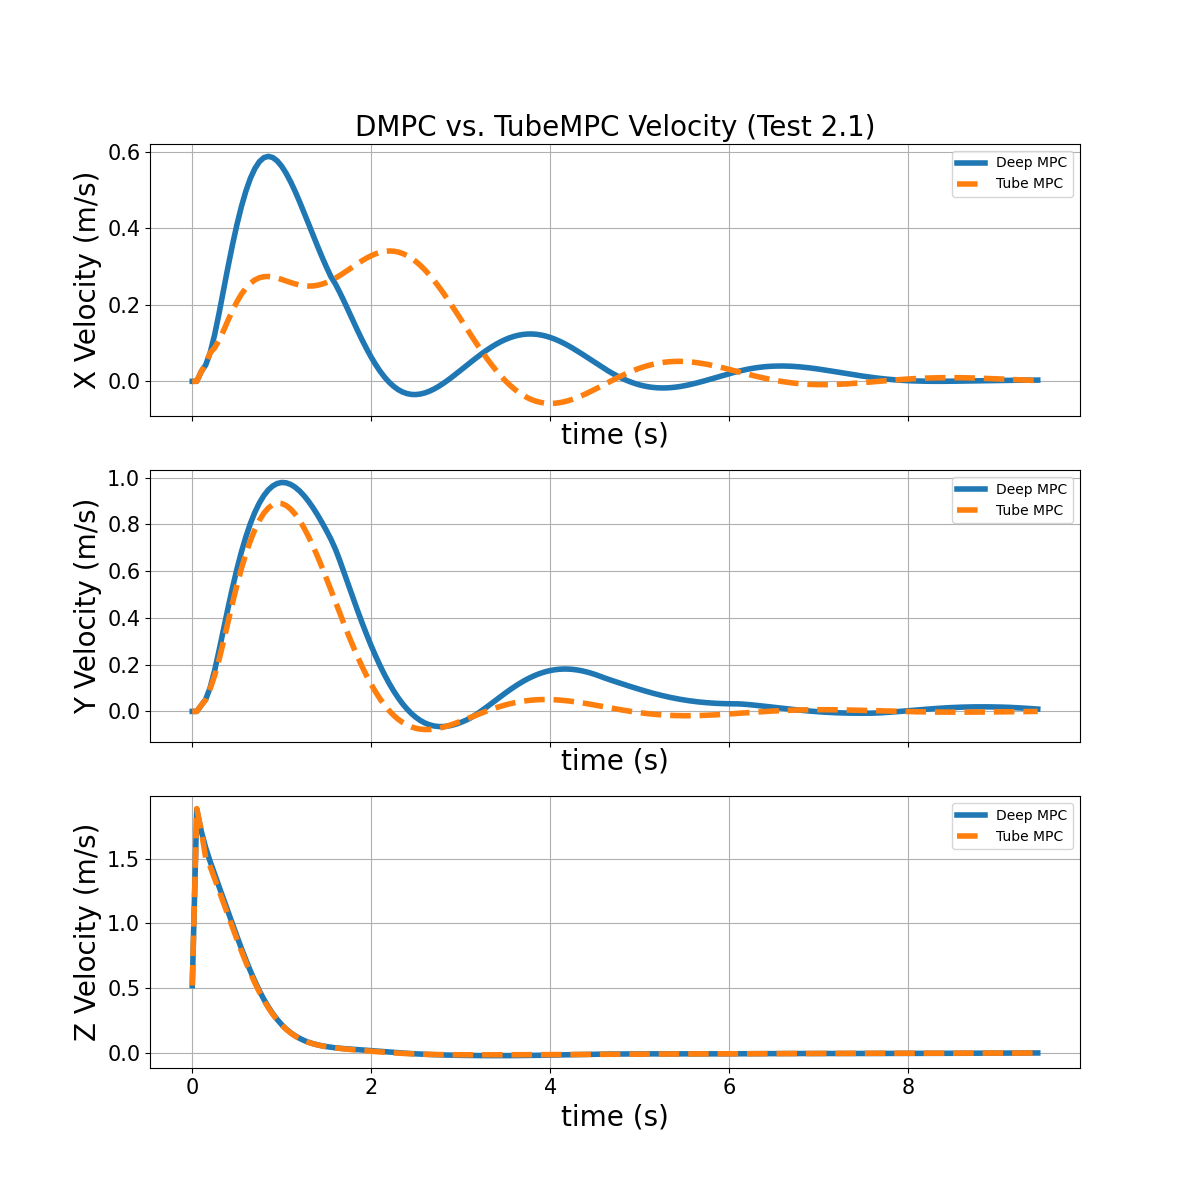 DMPC vs. TubeMPC Velocity (Test 2.1)
X Velocity (m/s)
0.6
0.4
0.2
0.0
Deep MPC
Tube MPC
time (s)
Y Velocity (m/s)
1.0
0.8
0.6
0.4
0.2
0.0
Deep MPC
Tube MPC
time (s)
Z Velocity (m/s)
1.5
1.0
0.5
0.0
Deep MPC
Tube MPC
0 2 4 6 8
time (s)